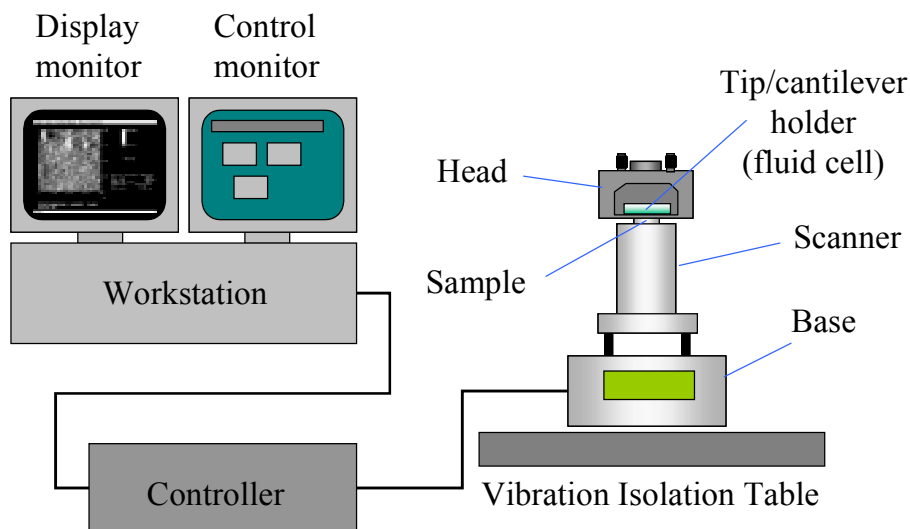 Display
monitor
Control
monitor
Tip/cantilever
holder
(fluid cell)
Head
Scanner
Sample
Workstation
Base
Controller
Vibration Isolation Table